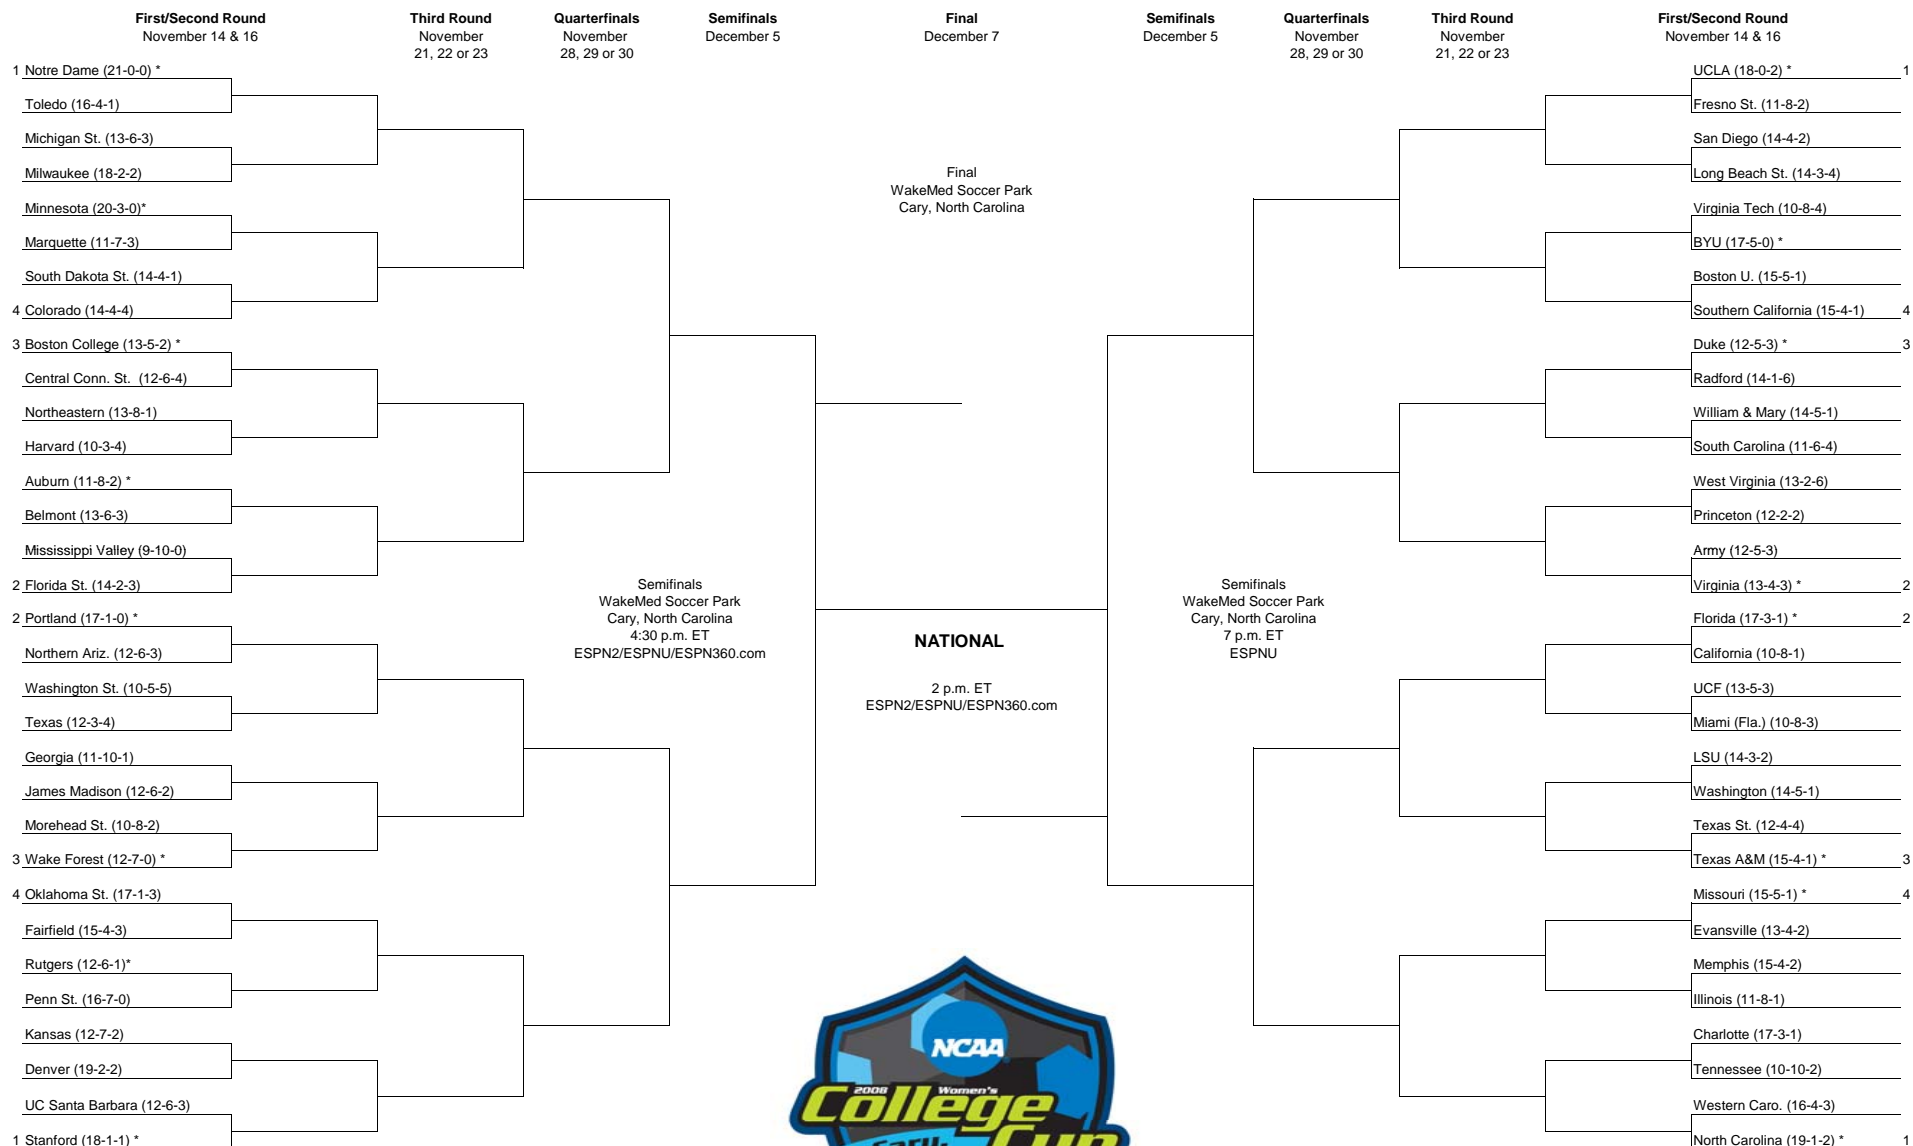 First/Second Round
November 14 & 16
Third Round
November
21, 22 or 23
Quarterfinals
November
28, 29 or 30
Semifinals
December 5
Final
December 7
Semifinals
December 5
Quarterfinals
November
28, 29 or 30
Third Round
November
21, 22 or 23
First/Second Round
November 14 & 16
1 Notre Dame (21-0-0) *
Toledo (16-4-1)
Michigan St. (13-6-3)
Milwaukee (18-2-2)
Minnesota (20-3-0)*
Marquette (11-7-3)
South Dakota St. (14-4-1)
4 Colorado (14-4-4)
3 Boston College (13-5-2) *
Central Conn. St. (12-6-4)
Northeastern (13-8-1)
Harvard (10-3-4)
Auburn (11-8-2) *
Belmont (13-6-3)
Mississippi Valley (9-10-0)
2 Florida St. (14-2-3)
2 Portland (17-1-0) *
Northern Ariz. (12-6-3)
Washington St. (10-5-5)
Texas (12-3-4)
Georgia (11-10-1)
James Madison (12-6-2)
Morehead St. (10-8-2)
3 Wake Forest (12-7-0) *
4 Oklahoma St. (17-1-3)
Fairfield (15-4-3)
Rutgers (12-6-1)*
Penn St. (16-7-0)
Kansas (12-7-2)
Denver (19-2-2)
UC Santa Barbara (12-6-3)
1 Stanford (18-1-1) *
Final
WakeMed Soccer Park
Cary, North Carolina
Semifinals
WakeMed Soccer Park
Cary, North Carolina
4:30 p.m. ET
ESPN2/ESPNU/ESPN360.com
NATIONAL
2 p.m. ET
ESPN2/ESPNU/ESPN360.com
Semifinals
WakeMed Soccer Park
Cary, North Carolina
7 p.m. ET
ESPNU
NCAA
2008 Women's
College
Cary,
Cup
UCLA (18-0-2) * 1
Fresno St. (11-8-2)
San Diego (14-4-2)
Long Beach St. (14-3-4)
Virginia Tech (10-8-4)
BYU (17-5-0) *
Boston U. (15-5-1)
Southern California (15-4-1) 4
Duke (12-5-3) * 3
Radford (14-1-6)
William & Mary (14-5-1)
South Carolina (11-6-4)
West Virginia (13-2-6)
Princeton (12-2-2)
Army (12-5-3)
Virginia (13-4-3) * 2
Florida (17-3-1) * 2
California (10-8-1)
UCF (13-5-3)
Miami (Fla.) (10-8-3)
LSU (14-3-2)
Washington (14-5-1)
Texas St. (12-4-4)
Texas A&M (15-4-1) * 3
Missouri (15-5-1) * 4
Evansville (13-4-2)
Memphis (15-4-2)
Illinois (11-8-1)
Charlotte (17-3-1)
Tennessee (10-10-2)
Western Caro. (16-4-3)
North Carolina (19-1-2) * 1